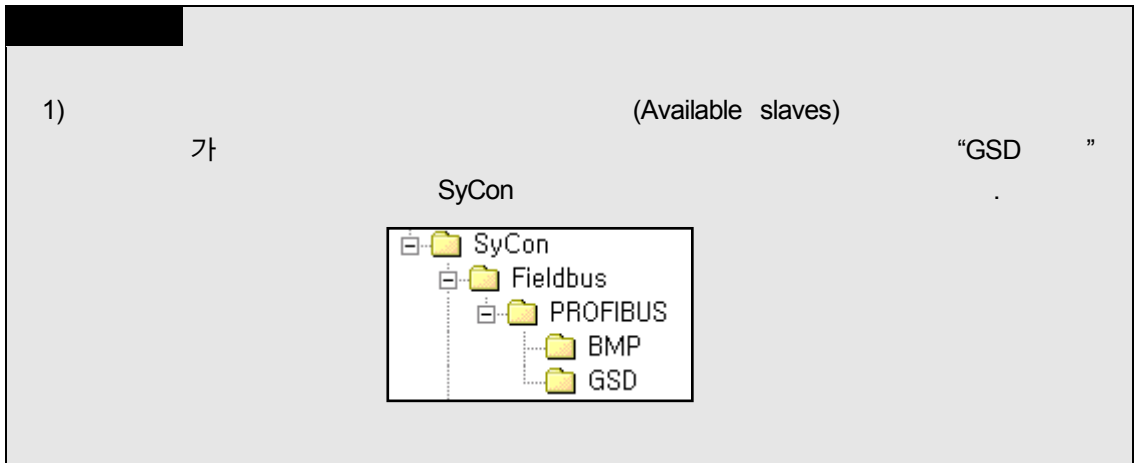 1) (Available slaves)
가 “GSD ”
SyCon .
SyCon
Fieldbus
PROFIBUS
BMP
GSD